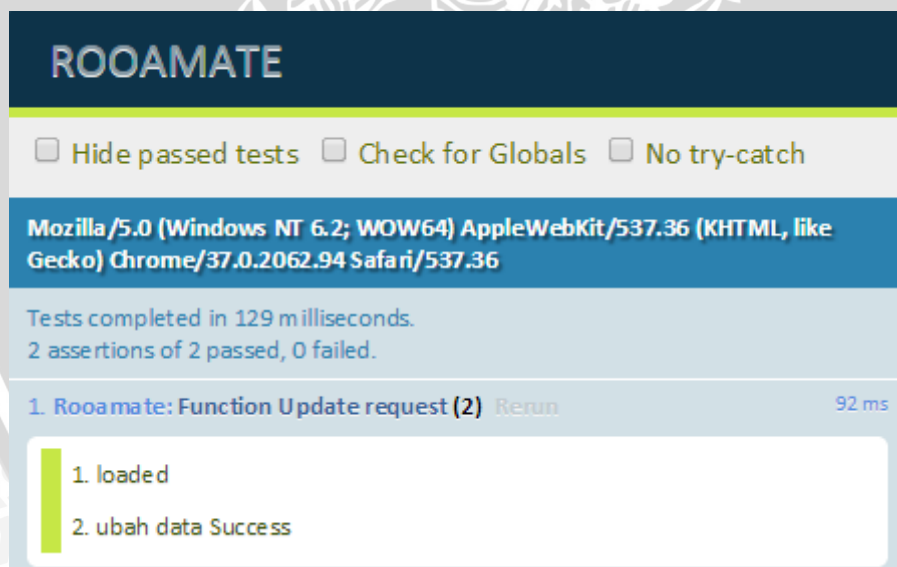 ROOAMATE
Hide passed tests Check for Globals No try-catch
Mozilla/5.0 (Windows NT 6.2; WOW64) AppleWebKit/537.36 (KHTML, like
Gecko) Chrome/37.0.2062.94 Safari/537.36
Tests completed in 129 milliseconds.
2 assertions of 2 passed, 0 failed.
1. Rooamate: Function Update request (2) Rerun 92 ms
1. loaded
2. ubah data Success